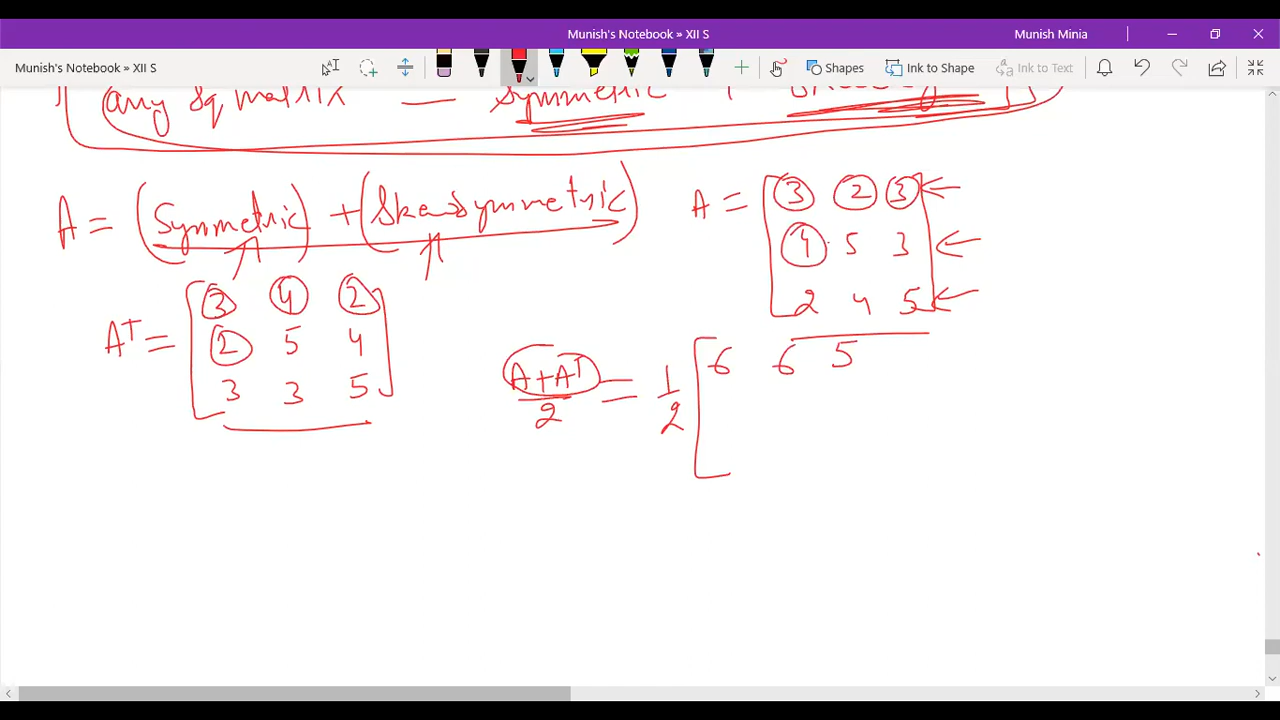 Munish's Notebook » XII S
Munish Minia
Munish's Notebook » XII S
Shapes
Ink to Shape
Ink to Text
any Sq matrix — Symmetric +
A = (Symmetric) + (Skew symmetric)
A = [3 2 3
4 5 3
2 4 5]
Aᵀ = [3 4 2
2 5 4
3 3 5]
A+Aᵀ/2 = 1/2 [6 6 5